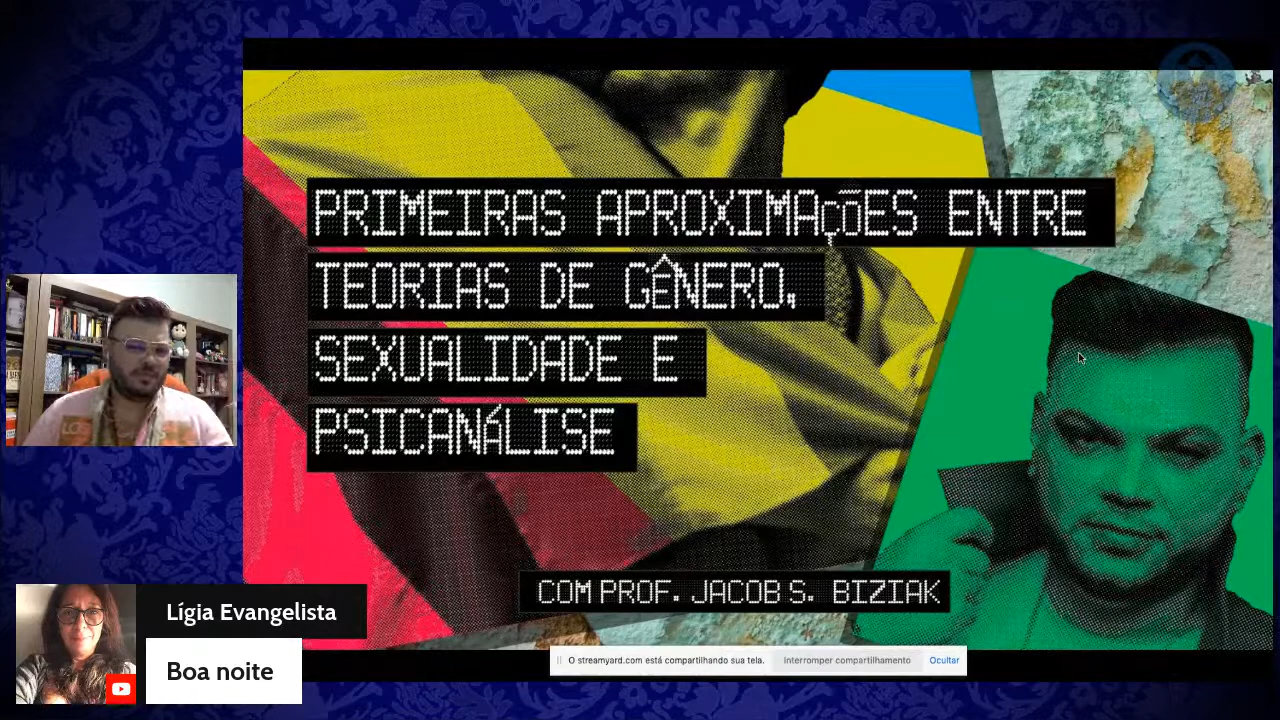 PRIMEIRAS APROXIMAÇÕES ENTRE
TEORIAS DE GÊNERO,
SEXUALIDADE E
PSICANÁLISE
COM PROF. JACOB S. BIZIAK
Lígia Evangelista
Boa noite
O streamyard.com está compartilhando sua tela. Interromper compartilhamento Ocultar